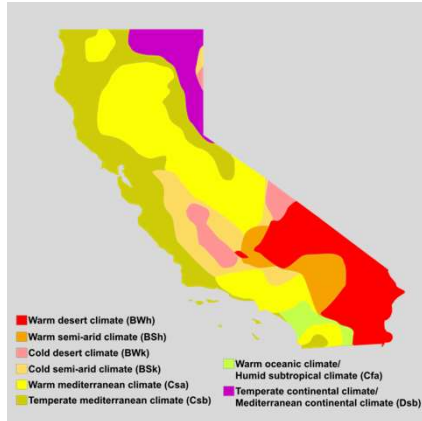 Warm desert climate (BWh)
Warm semi-arid climate (BSh)
Cold desert climate (BWk)
Cold semi-arid climate (BSk)
Warm mediterranean climate (Csa)
Temperate mediterranean climate (Csb)
Warm oceanic climate/
Humid subtropical climate (Cfa)
Temperate continental climate/
Mediterranean continental climate (Dsb)